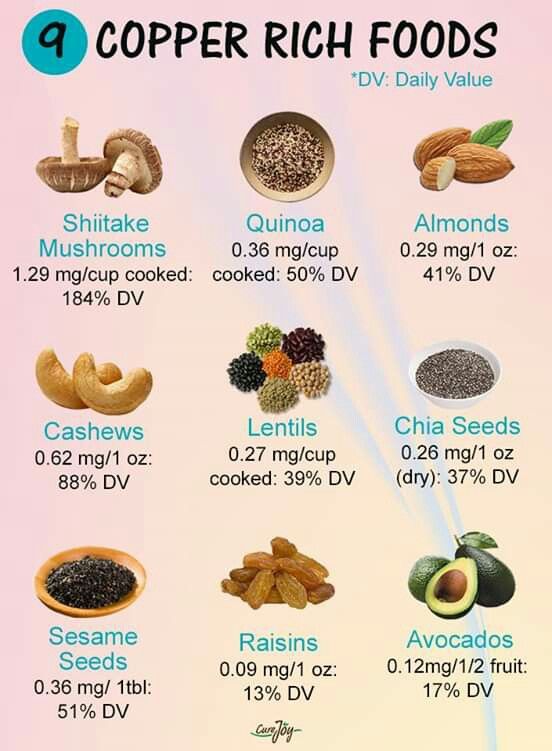 9 COPPER RICH FOODS
*DV: Daily Value
Shiitake
Mushrooms
1.29 mg/cup cooked:
184% DV
Quinoa
0.36 mg/cup
cooked: 50% DV
Almonds
0.29 mg/1 oz:
41% DV
Cashews
0.62 mg/1 oz:
88% DV
Lentils
0.27 mg/cup
cooked: 39% DV
Chia Seeds
0.26 mg/1 oz
(dry): 37% DV
Sesame
Seeds
0.36 mg/ 1tbl:
51% DV
Raisins
0.09 mg/1 oz:
13% DV
Avocados
0.12mg/1/2 fruit:
17% DV
CureJoy